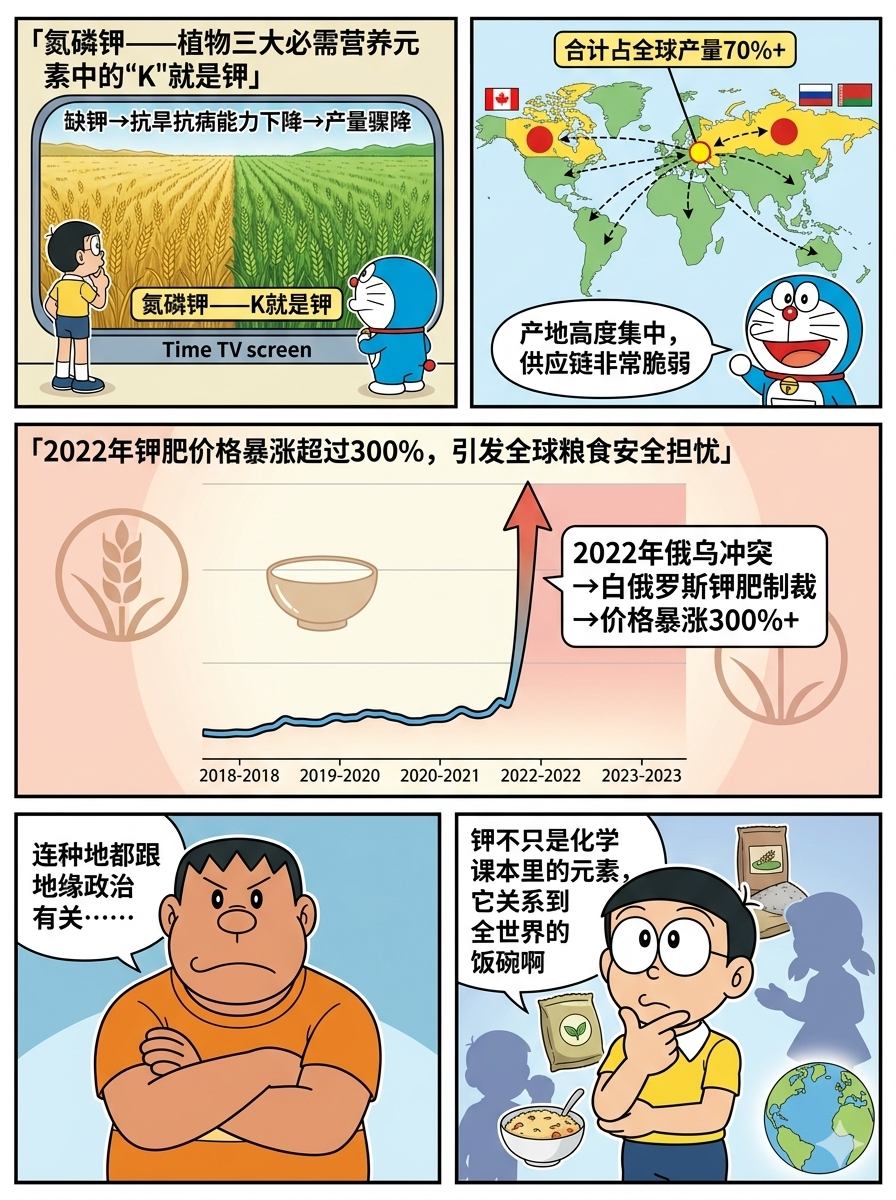 「氮磷钾——植物三大必需营养元
素中的“K"就是钾」
缺钾→抗旱抗病能力下降→产量骤降
氮磷钾——K就是钾
Time TV screen
合计占全球产量70%+
产地高度集中，
供应链非常脆弱
「2022年钾肥价格暴涨超过300%，引发全球粮食安全担忧」
2022年俄乌冲突
→白俄罗斯钾肥制裁
→价格暴涨300%+
2018-2018
2019-2020
2020-2021
2022-2022
2023-2023
连种地都跟
地缘政治
有关……
钾不只是化学
课本里的元素，
它关系到
全世界的
饭碗啊